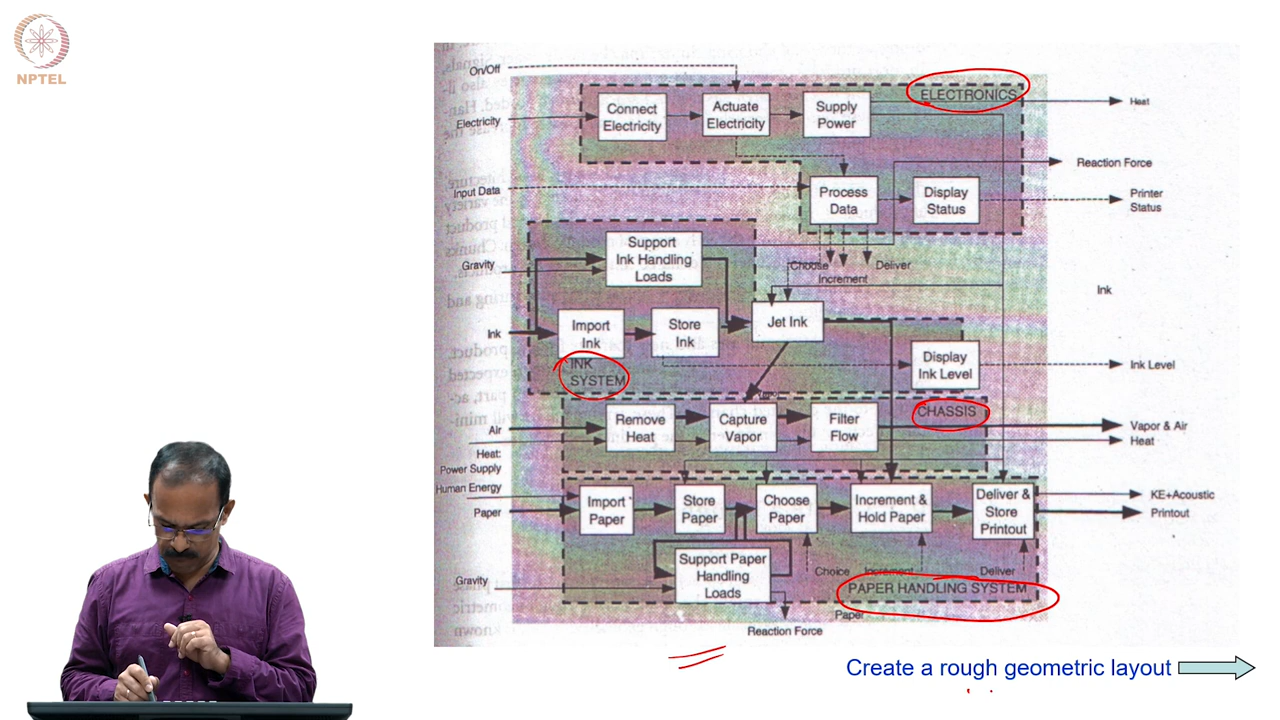 NPTEL
On/Off
ELECTRONICS
Connect
Electricity
Actuate
Electricity
Supply
Power
Heat
Electricity
Reaction Force
Input Data
Process
Data
Display
Status
Printer
Status
Support
Ink Handling
Loads
Gravity
Choose
Deliver
Increment
Ink
Ink
Import
Ink
Store
Ink
Jet Ink
INK
SYSTEM
Display
Ink Level
Ink Level
CHASSIS
Remove
Heat
Capture
Vapor
Filter
Flow
Air
Vapor & Air
Heat
Heat:
Power Supply
Human Energy
Paper
Import
Paper
Store
Paper
Choose
Paper
Increment &
Hold Paper
Deliver &
Store
Printout
KE+Acoustic
Printout
Support Paper
Handling
Loads
Choice
Increment
Deliver
Gravity
PAPER HANDLING SYSTEM
Paper
Reaction Force
Create a rough geometric layout